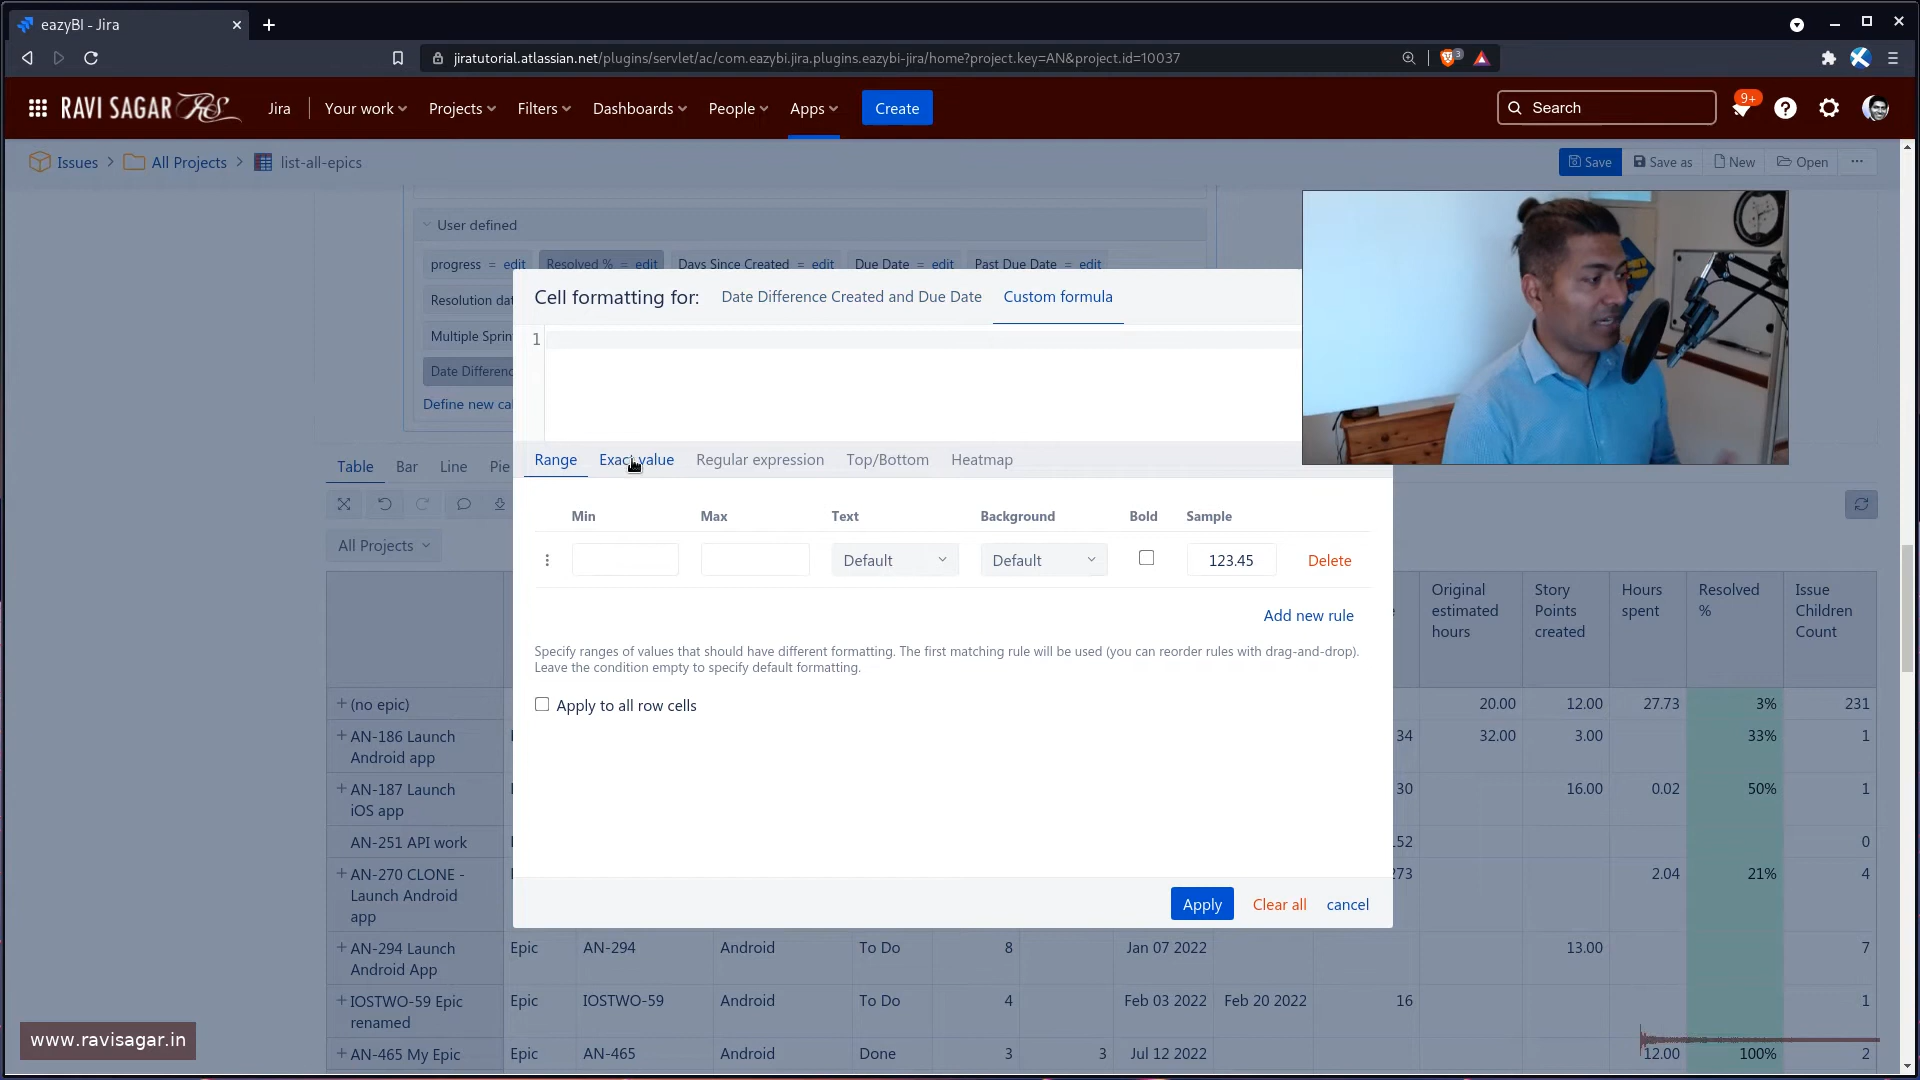 eazyBI - Jira
jiratutorial.atlassian.net/plugins/servlet/ac/com.eazybi.jira.plugins.eazybi-jira/home?project.key=AN&project.id=10037
3
RAVI SAGAR RS Jira Your work Projects Filters Dashboards People Apps Create Search 9+
Issues All Projects list-all-epics Save Save as New Open
User defined
progress = edit Resolved % = edit Days Since Created = edit Due Date = edit Past Due Date = edit
Resolution dat
Multiple Sprin
Date Differenc
Define new cal
Cell formatting for: Date Difference Created and Due Date Custom formula
1
Range Exact value Regular expression Top/Bottom Heatmap
Table Bar Line Pie
Min Max Text Background Bold Sample
Default Default 123.45 Delete
Add new rule
Specify ranges of values that should have different formatting. The first matching rule will be used (you can reorder rules with drag-and-drop).
Leave the condition empty to specify default formatting.
Apply to all row cells
Apply Clear all cancel
All Projects
Original estimated hours Story Points created Hours spent Resolved % Issue Children Count
(no epic) 20.00 12.00 27.73 3% 231
AN-186 Launch Android app 34 32.00 3.00 33% 1
AN-187 Launch iOS app 30 16.00 0.02 50% 1
AN-251 API work 52 0
AN-270 CLONE - Launch Android app 273 2.04 21% 4
AN-294 Launch Android App Epic AN-294 Android To Do 8 Jan 07 2022 13.00 7
IOSTWO-59 Epic renamed Epic IOSTWO-59 Android To Do 4 Feb 03 2022 Feb 20 2022 16 1
AN-465 My Epic Epic AN-465 Android Done 3 3 Jul 12 2022 12.00 100% 2
www.ravisagar.in